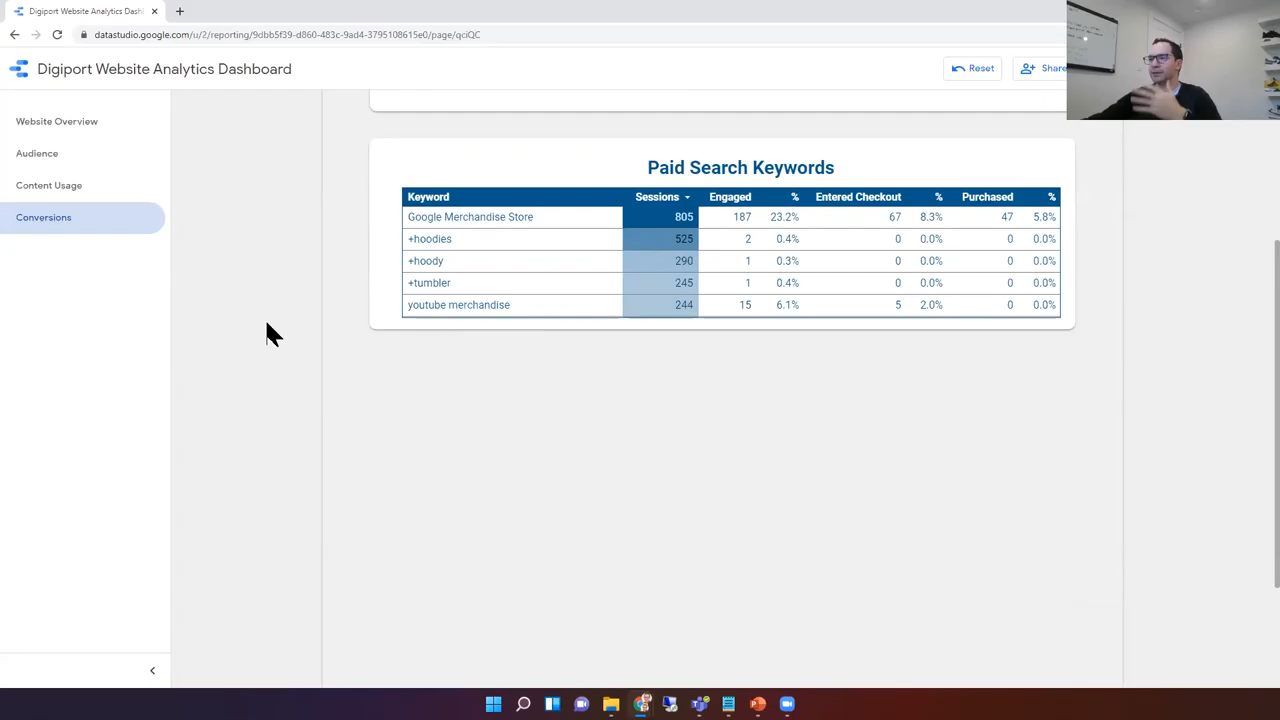 Digiport Website Analytics Dash
datastudio.google.com/u/2/reporting/9dbb5f39-d860-483c-9ad4-3795108615e0/page/qciQC
Digiport Website Analytics Dashboard
Reset
Share
Website Overview
Audience
Content Usage
Conversions
Paid Search Keywords
Keyword Sessions Engaged % Entered Checkout % Purchased %
Google Merchandise Store 805 187 23.2% 67 8.3% 47 5.8%
+hoodies 525 2 0.4% 0 0.0% 0 0.0%
+hoody 290 1 0.3% 0 0.0% 0 0.0%
+tumbler 245 1 0.4% 0 0.0% 0 0.0%
youtube merchandise 244 15 6.1% 5 2.0% 0 0.0%